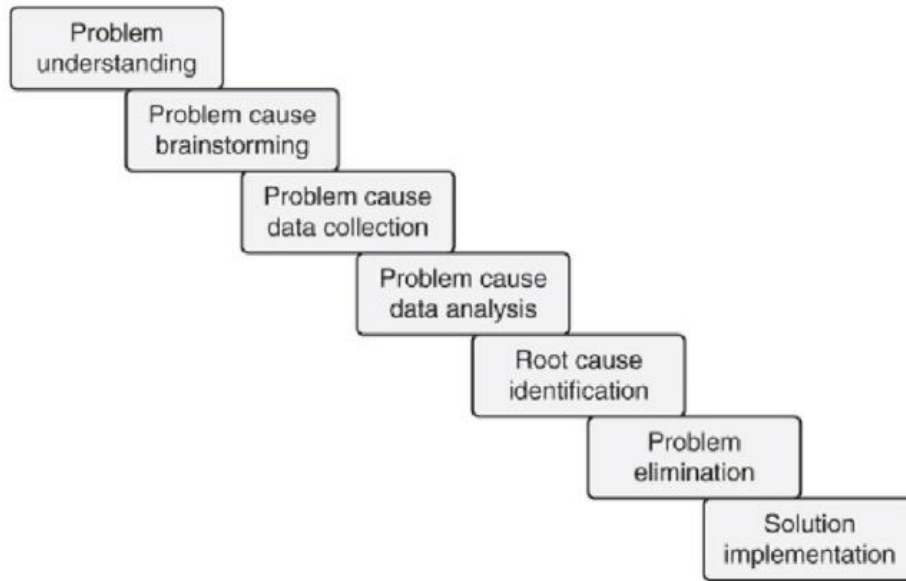 Problem
understanding
Problem cause
brainstorming
Problem cause
data collection
Problem cause
data analysis
Root cause
identification
Problem
elimination
Solution
implementation